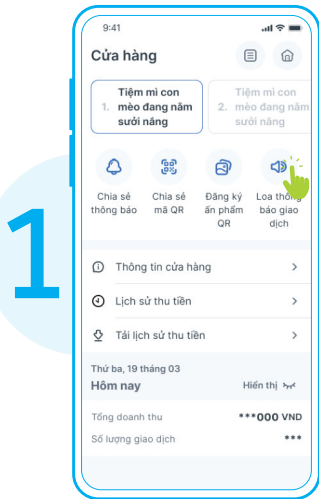 9:41
Cửa hàng
1. Tiệm mì con mèo đang nằm sưởi nắng
2. Tiệm mì con mèo đang nằm sưởi nắng
Chia sẻ thông báo
Chia sẻ mã QR
Đăng ký ấn phẩm QR
Loa thông báo giao dịch
1
Thông tin cửa hàng
Lịch sử thu tiền
Tải lịch sử thu tiền
Thứ ba, 19 tháng 03
Hôm nay
Hiển thị
Tổng doanh thu
***000 VND
Số lượng giao dịch
***